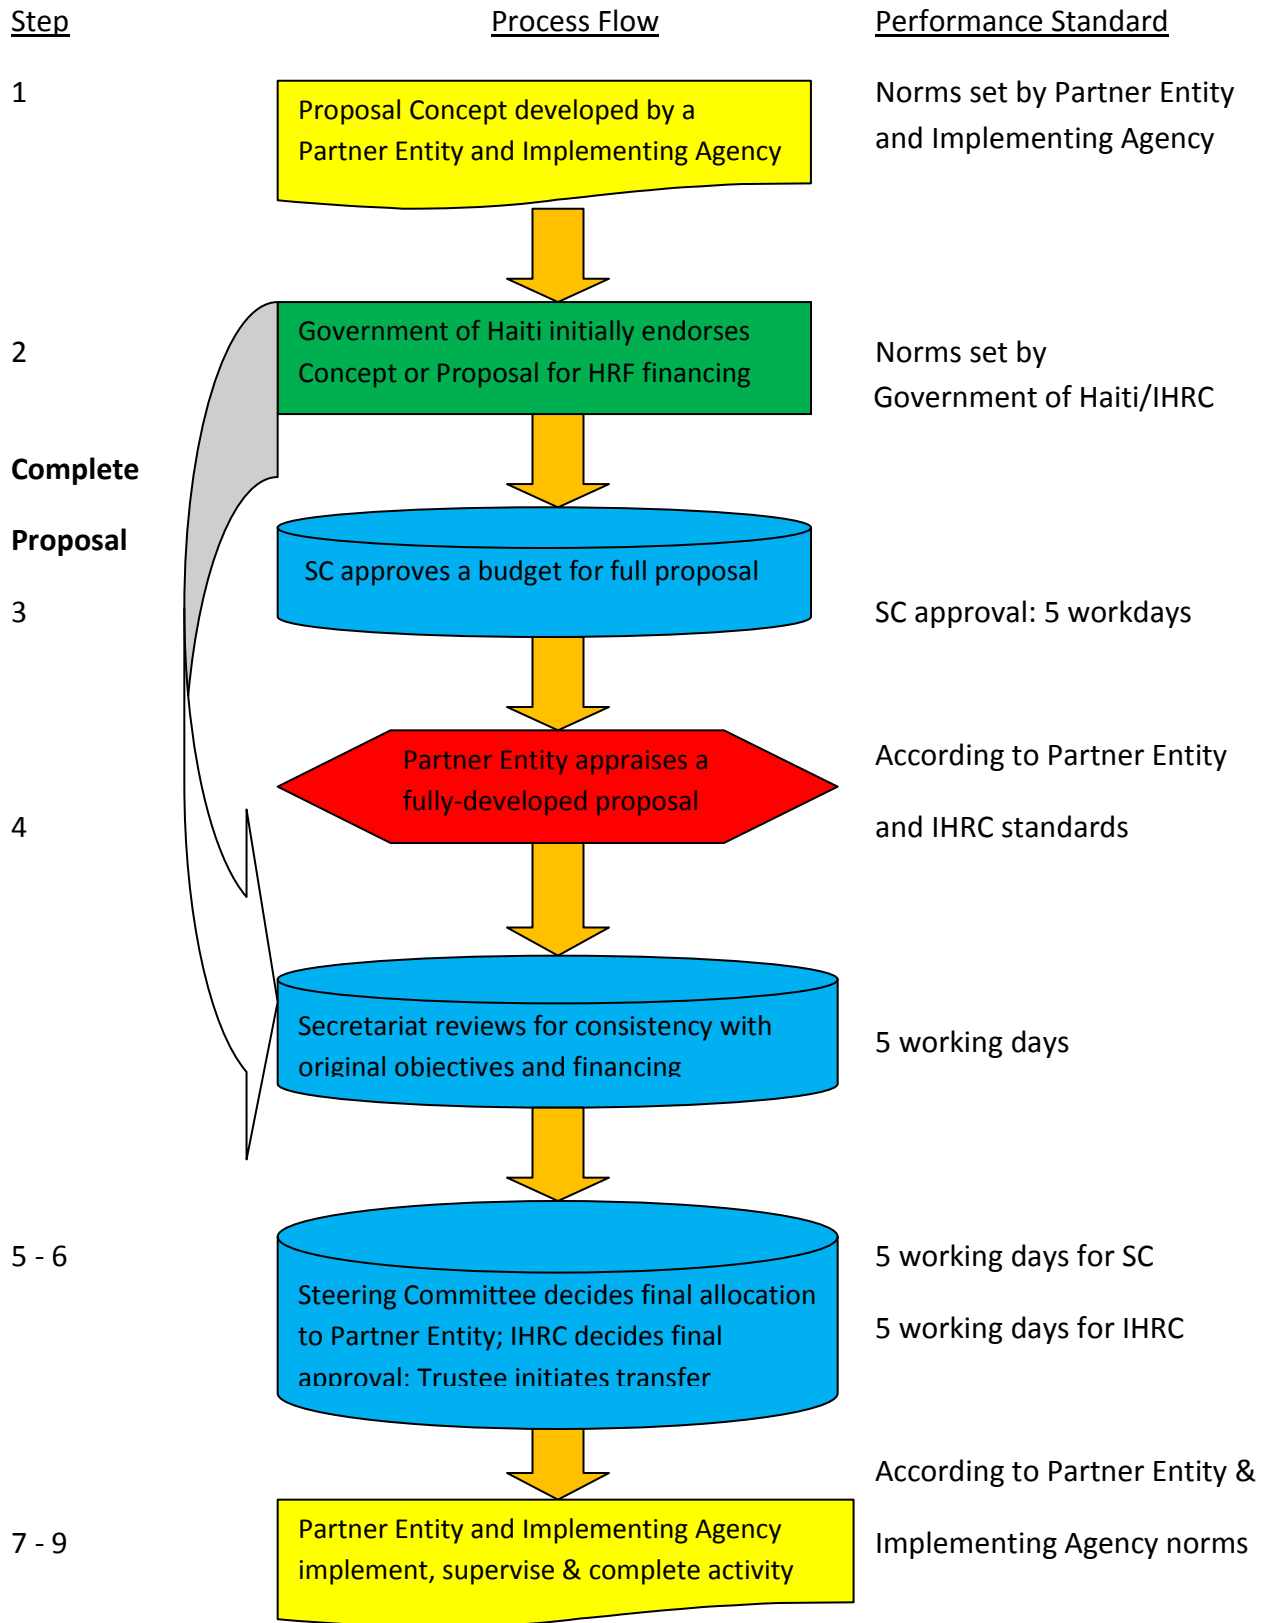 Step Process Flow Performance Standard
1
Proposal Concept developed by a
Partner Entity and Implementing Agency
Norms set by Partner Entity
and Implementing Agency
2
Government of Haiti initially endorses
Concept or Proposal for HRF financing
Norms set by
Government of Haiti/IHRC
Complete
Proposal
SC approves a budget for full proposal
3
SC approval: 5 workdays
Partner Entity appraises a
fully-developed proposal
According to Partner Entity
4
and IHRC standards
Secretariat reviews for consistency with
original objectives and financing
5 working days
5 - 6
Steering Committee decides final allocation
to Partner Entity; IHRC decides final
approval; Trustee initiates transfer
5 working days for SC
5 working days for IHRC
According to Partner Entity &
7 - 9
Partner Entity and Implementing Agency
implement, supervise & complete activity
Implementing Agency norms